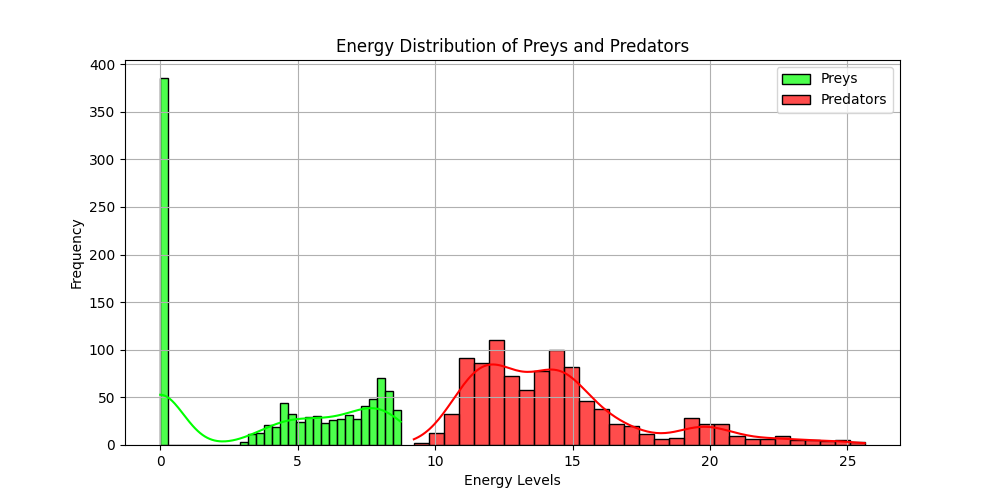 Energy Distribution of Preys and Predators
400
350
300
250
200
150
100
50
0
Frequency
Preys
Predators
0 5 10 15 20 25
Energy Levels